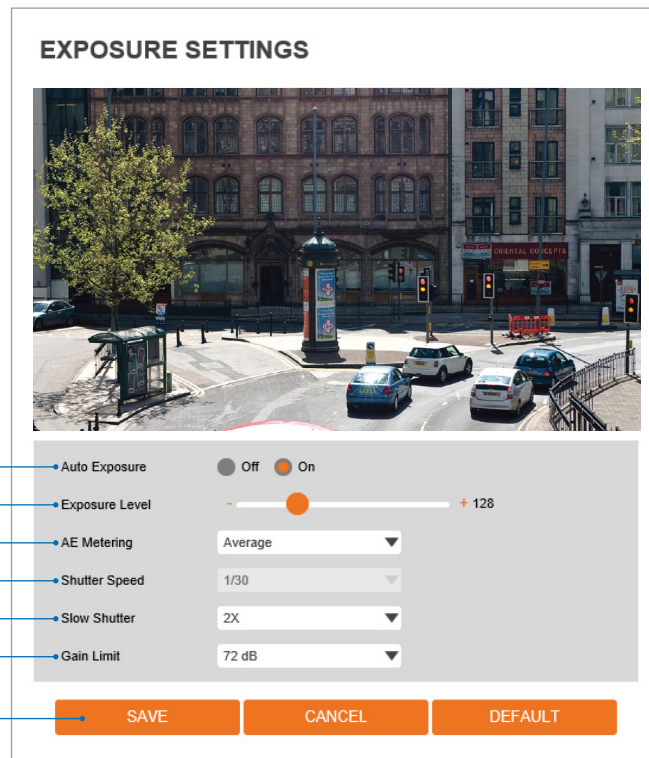 EXPOSURE SETTINGS
ORIENTAL CONCEPTS
Auto Exposure Off On
Exposure Level - + 128
AE Metering Average
Shutter Speed 1/30
Slow Shutter 2X
Gain Limit 72 dB
SAVE CANCEL DEFAULT